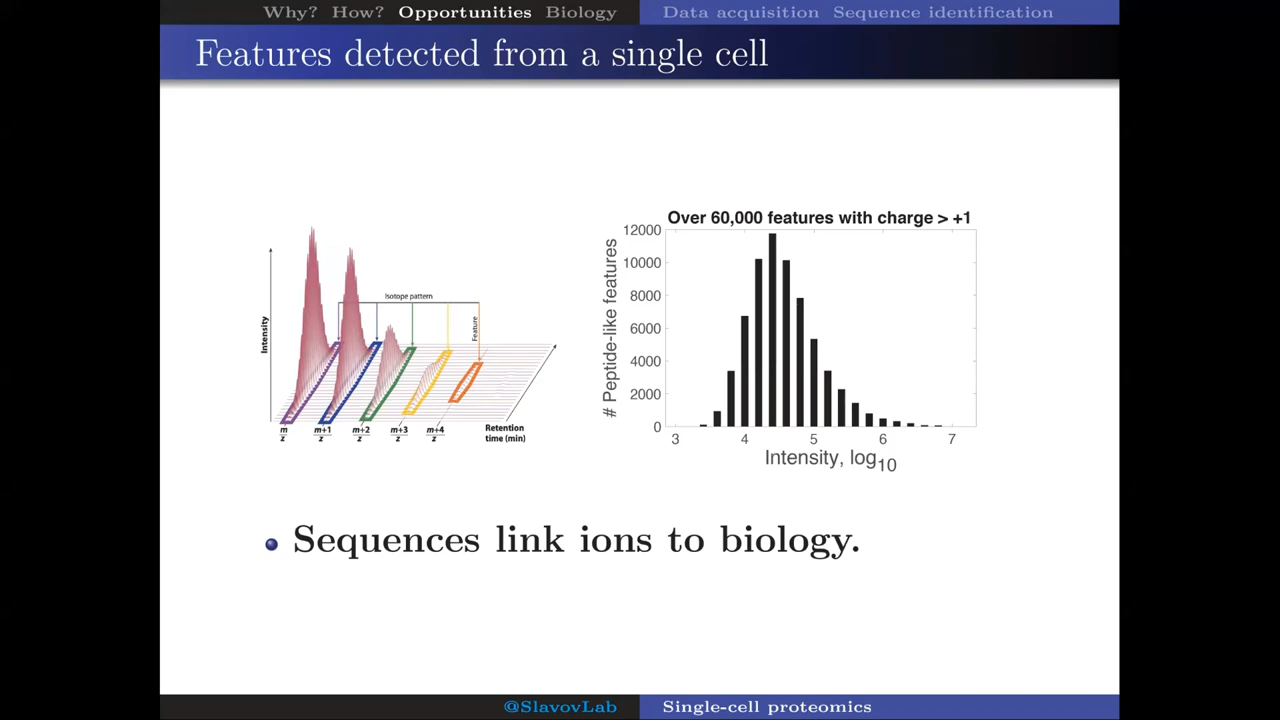 Why? How? Opportunities Biology Data acquisition Sequence identification
Features detected from a single cell
Intensity
Isotope pattern
Feature
m/z m+1/z m+2/z m+3/z m+4/z
Retention
time (min)
Over 60,000 features with charge > +1
# Peptide-like features
12000
10000
8000
6000
4000
2000
0
3 4 5 6 7
Intensity, log10
Sequences link ions to biology.
@SlavovLab Single-cell proteomics